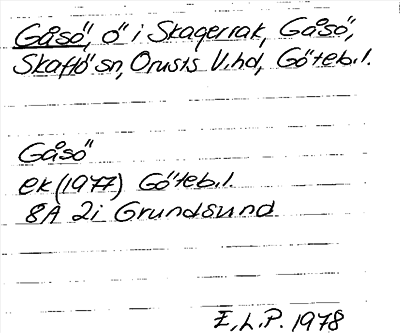 Gåsö, ö i Skagerrak, Gåsö,
Skaftö sn, Orusts V.hd, Göteb.l.
Gåsö
ek (1977) Göteb.l.
8A 2i Grundsund
E.L.P. 1978